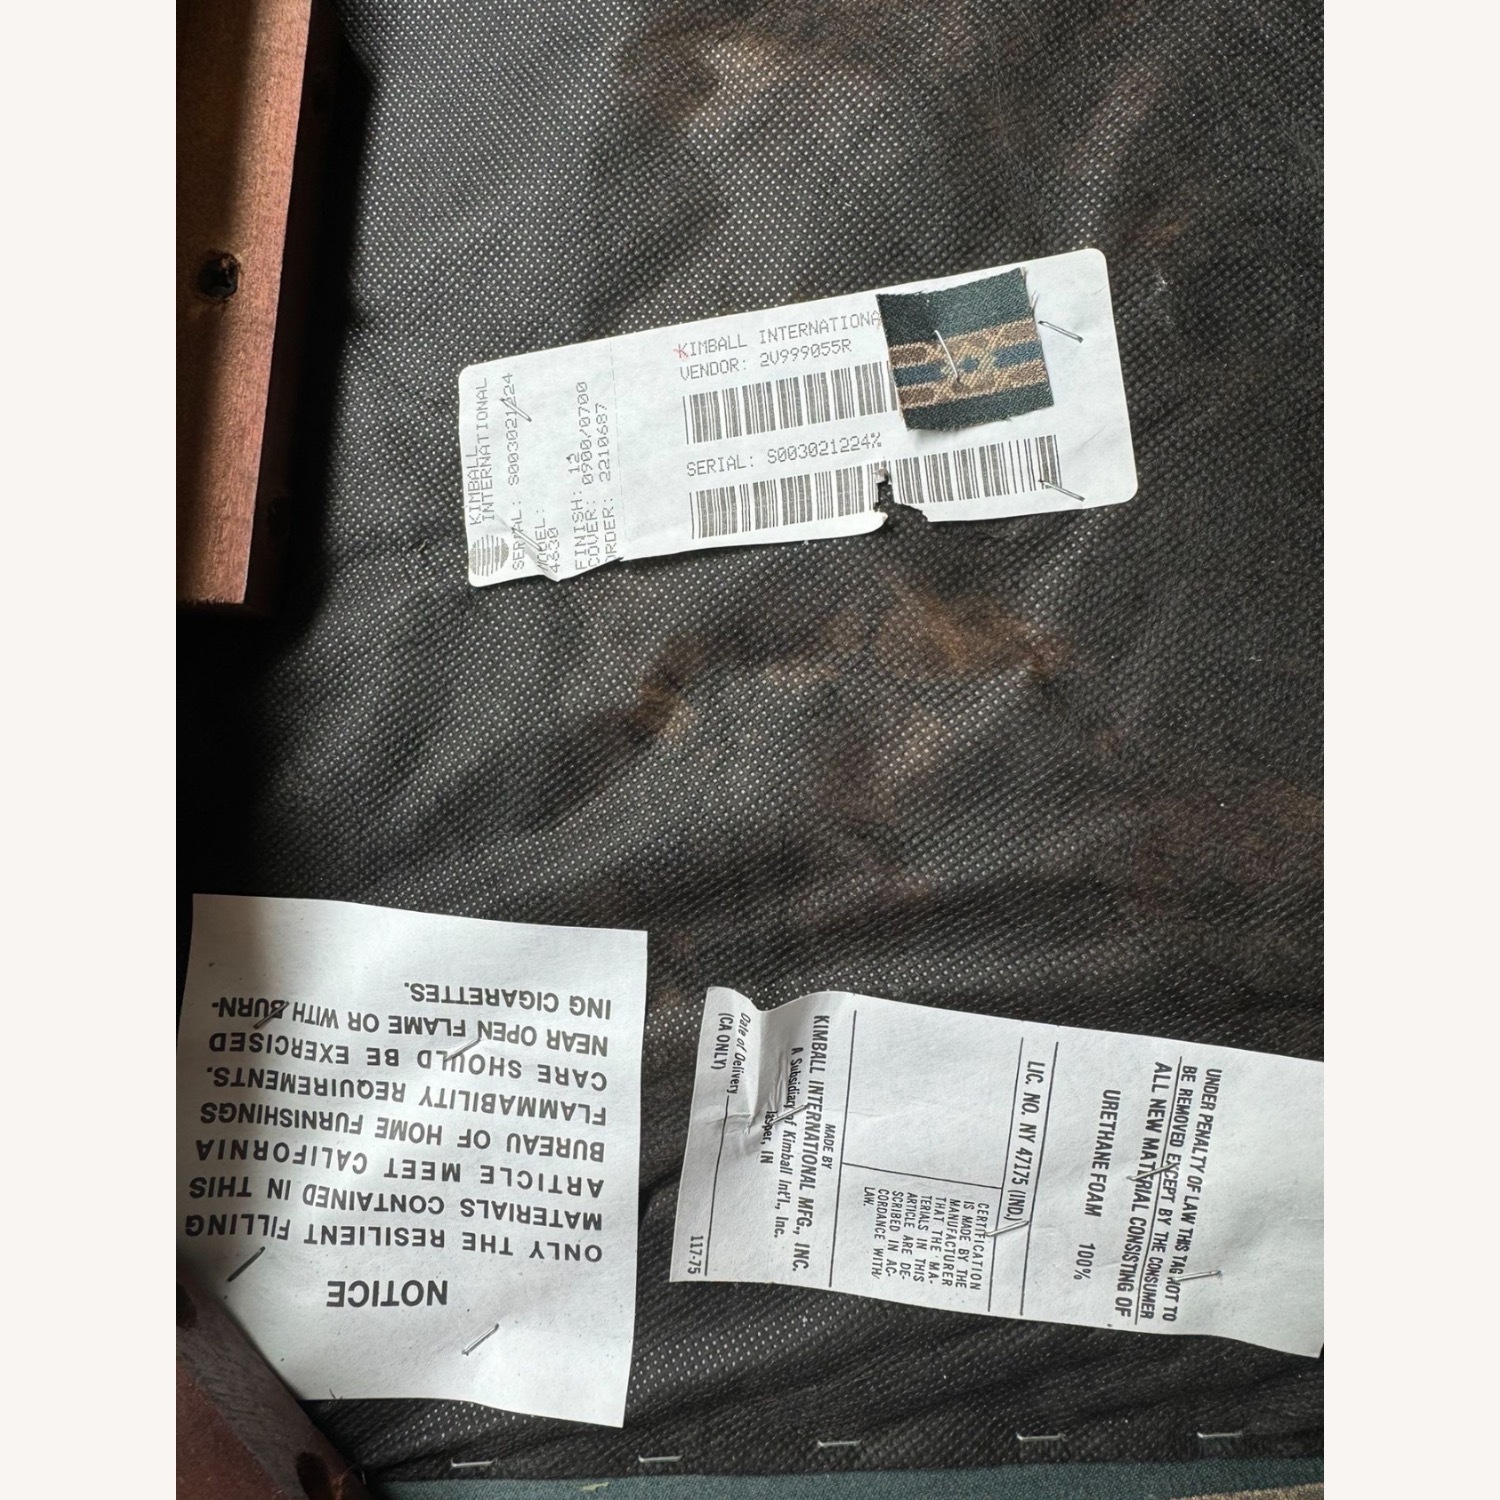 KIMBALL INTERNATIONA
VENDOR: 2V999055R
SERIAL: S003021224%
KIMBALL
INTERNATIONAL
SERIAL: S003021224
MODEL:
4630
FINISH: 12
COVER: 0900/0700
ORDER: 2210687
NOTICE
ONLY THE RESILIENT FILLING
MATERIALS CONTAINED IN THIS
ARTICLE MEET CALIFORNIA
BUREAU OF HOME FURNISHINGS
FLAMMABILITY REQUIREMENTS.
CARE SHOULD BE EXERCISED
NEAR OPEN FLAME OR WITH BURN-
ING CIGARETTES.
UNDER PENALTY OF LAW THIS TAG NOT TO
BE REMOVED EXCEPT BY THE CONSUMER
ALL NEW MATERIAL CONSISTING OF
URETHANE FOAM 100%
LIC. NO. NY 47175 (IND.)
CERTIFICATION
IS MADE BY THE
MANUFACTURER
THAT THE MA-
TERIALS IN THIS
ARTICLE ARE DE-
SCRIBED IN AC-
CORDANCE WITH
LAW.
MADE BY
KIMBALL INTERNATIONAL MFG., INC.
A Subsidiary of Kimball Int'l., Inc.
Jasper, IN
Date of Delivery
(CA ONLY)
117-75